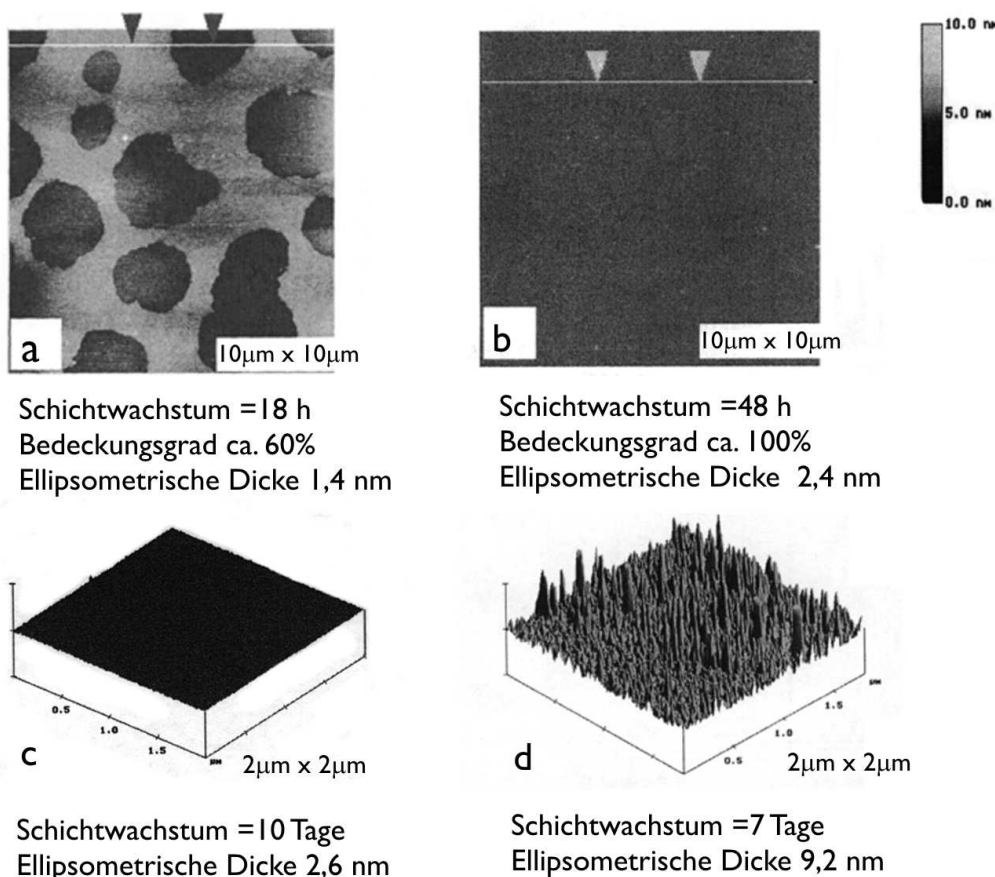 10.0 nm
5.0 nm
0.0 nm
a
10μm x 10μm
b
10μm x 10μm
Schichtwachstum =18 h
Bedeckungsgrad ca. 60%
Ellipsometrische Dicke 1,4 nm
Schichtwachstum =48 h
Bedeckungsgrad ca. 100%
Ellipsometrische Dicke 2,4 nm
0.5
1.0
1.5
μm
c
2μm x 2μm
0.5
1.0
1.5
μm
d
2μm x 2μm
Schichtwachstum =10 Tage
Ellipsometrische Dicke 2,6 nm
Schichtwachstum =7 Tage
Ellipsometrische Dicke 9,2 nm